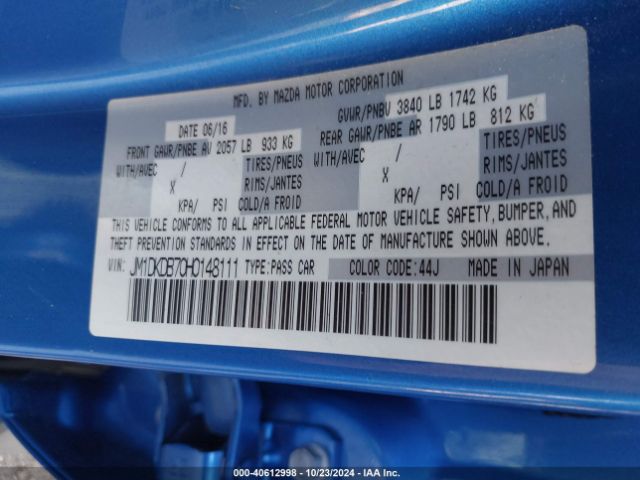 MFD. BY MAZDA MOTOR CORPORATION
DATE 06/16 GVWR/PNBV 3840 LB 1742 KG
FRONT GAWR/PNBE AV 2057 LB 933 KG REAR GAWR/PNBE AR 1790 LB 812 KG
WITH/AVEC / TIRES/PNEUS WITH/AVEC / TIRES/PNEUS
X RIMS/JANTES X RIMS/JANTES
KPA/ PSI COLD/A FROID KPA/ PSI COLD/A FROID
THIS VEHICLE CONFORMS TO ALL APPLICABLE FEDERAL MOTOR VEHICLE SAFETY, BUMPER, AND
THEFT PREVENTION STANDARDS IN EFFECT ON THE DATE OF MANUFACTURE SHOWN ABOVE.
VIN: JM1DKDB70H0148111 TYPE:PASS CAR COLOR CODE:44J MADE IN JAPAN
000-40612998 - 10/23/2024 - IAA Inc.